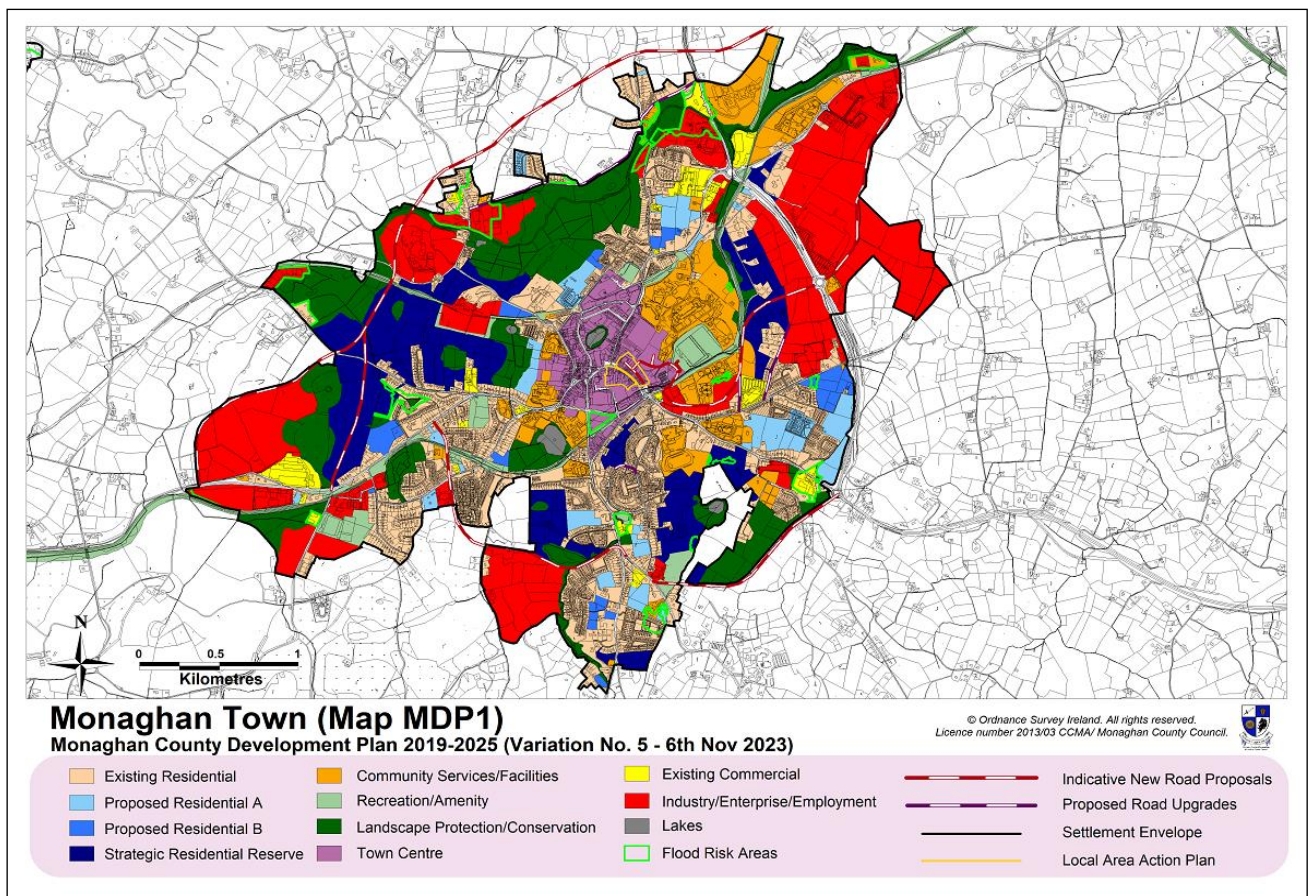 N
0 0.5 1
Kilometres
Monaghan Town (Map MDP1)
Monaghan County Development Plan 2019-2025 (Variation No. 5 - 6th Nov 2023)
© Ordnance Survey Ireland. All rights reserved.
Licence number 2013/03 CCMA/ Monaghan County Council.
Existing Residential
Proposed Residential A
Proposed Residential B
Strategic Residential Reserve
Community Services/Facilities
Recreation/Amenity
Landscape Protection/Conservation
Town Centre
Existing Commercial
Industry/Enterprise/Employment
Lakes
Flood Risk Areas
Indicative New Road Proposals
Proposed Road Upgrades
Settlement Envelope
Local Area Action Plan